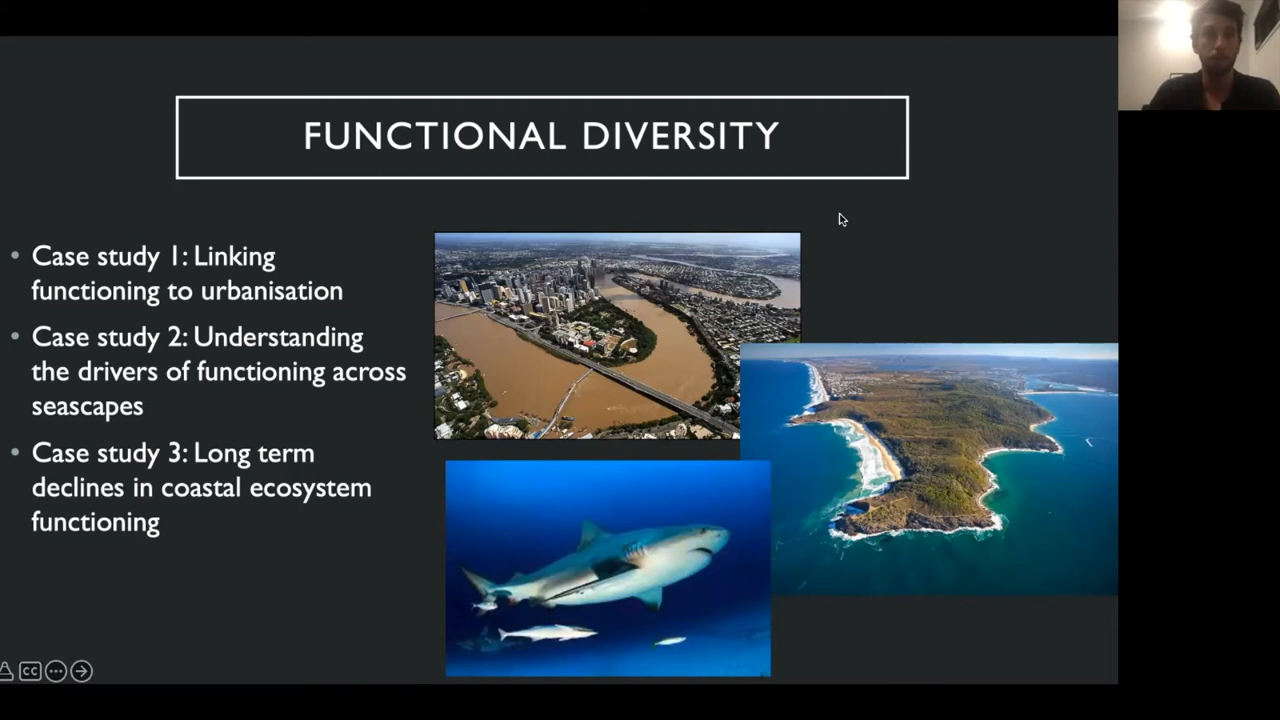 FUNCTIONAL DIVERSITY
• Case study 1: Linking
functioning to urbanisation
• Case study 2: Understanding
the drivers of functioning across
seascapes
• Case study 3: Long term
declines in coastal ecosystem
functioning
CC